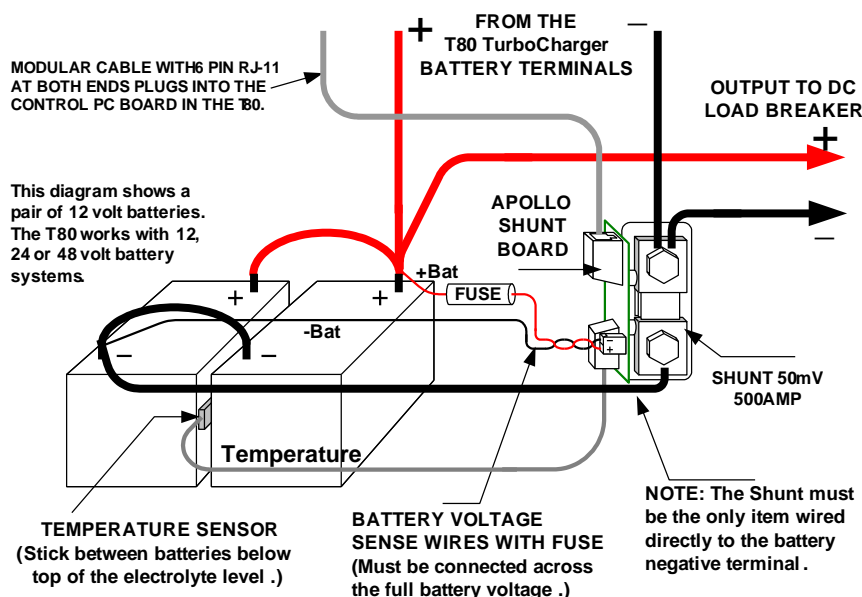 +
FROM THE
T80 TurboCharger
BATTERY TERMINALS
–
MODULAR CABLE WITH6 PIN RJ-11
AT BOTH ENDS PLUGS INTO THE
CONTROL PC BOARD IN THE T80.
OUTPUT TO DC
LOAD BREAKER
+
–
This diagram shows a
pair of 12 volt batteries.
The T80 works with 12,
24 or 48 volt battery
systems.
APOLLO
SHUNT
BOARD
+Bat
FUSE
+
+
-Bat
–
–
–
+
SHUNT 50mV
500AMP
Temperature
TEMPERATURE SENSOR
(Stick between batteries below
top of the electrolyte level .)
BATTERY VOLTAGE
SENSE WIRES WITH FUSE
(Must be connected across
the full battery voltage .)
NOTE: The Shunt must
be the only item wired
directly to the battery
negative terminal .